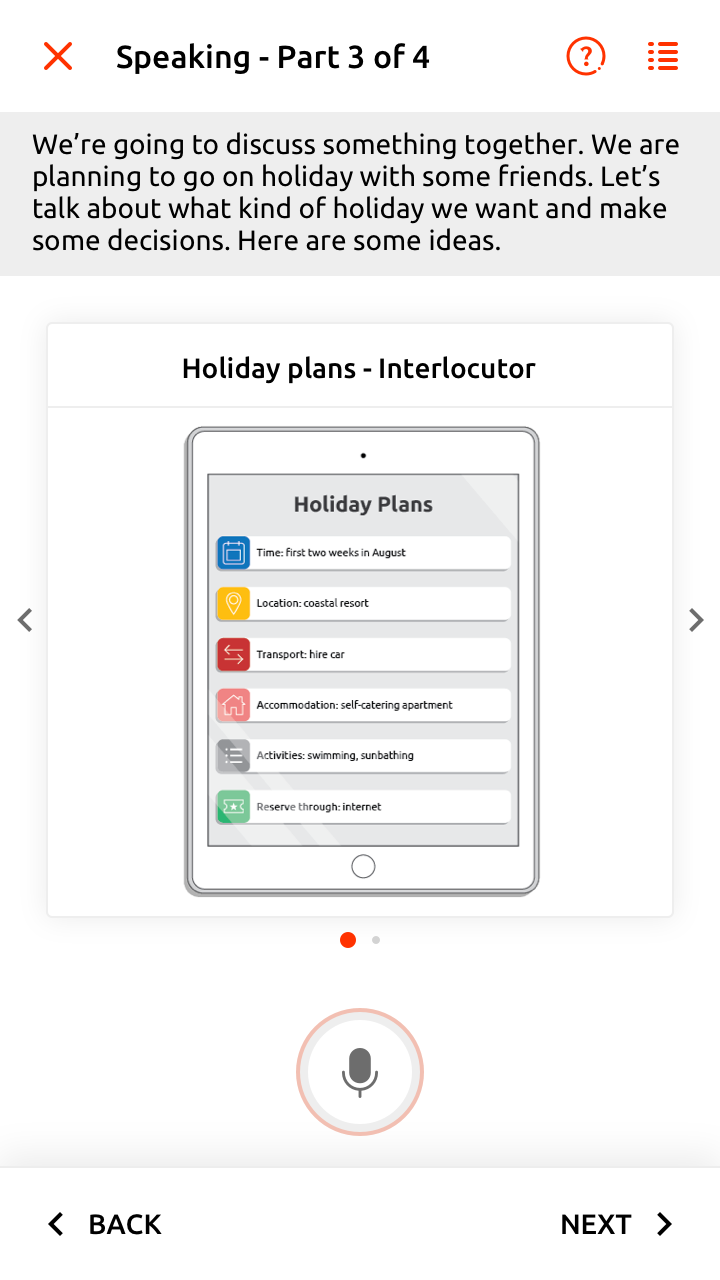 Speaking - Part 3 of 4
?
We’re going to discuss something together. We are
planning to go on holiday with some friends. Let’s
talk about what kind of holiday we want and make
some decisions. Here are some ideas.
Holiday plans - Interlocutor
Holiday Plans
Time: first two weeks in August
Location: coastal resort
Transport: hire car
Accommodation: self-catering apartment
Activities: swimming, sunbathing
Reserve through: internet
BACK
NEXT